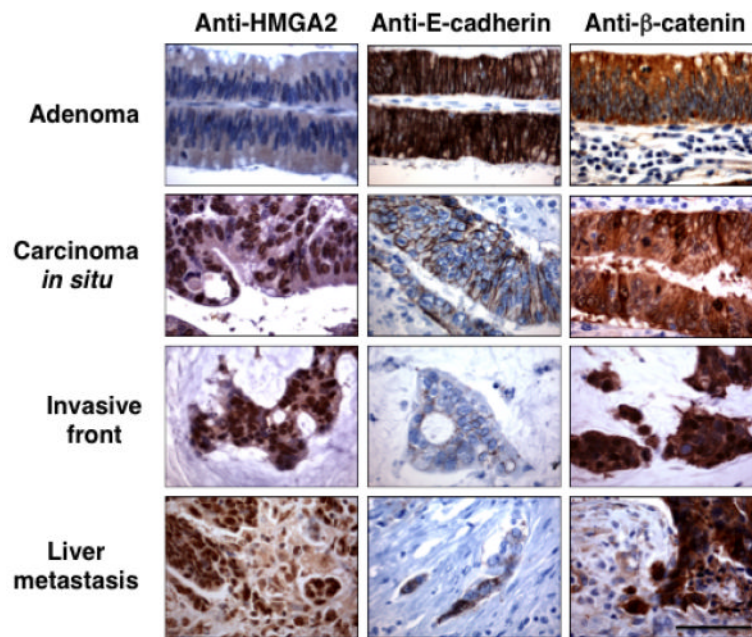 Anti-HMGA2 Anti-E-cadherin Anti-β-catenin
Adenoma
Carcinoma
in situ
Invasive
front
Liver
metastasis